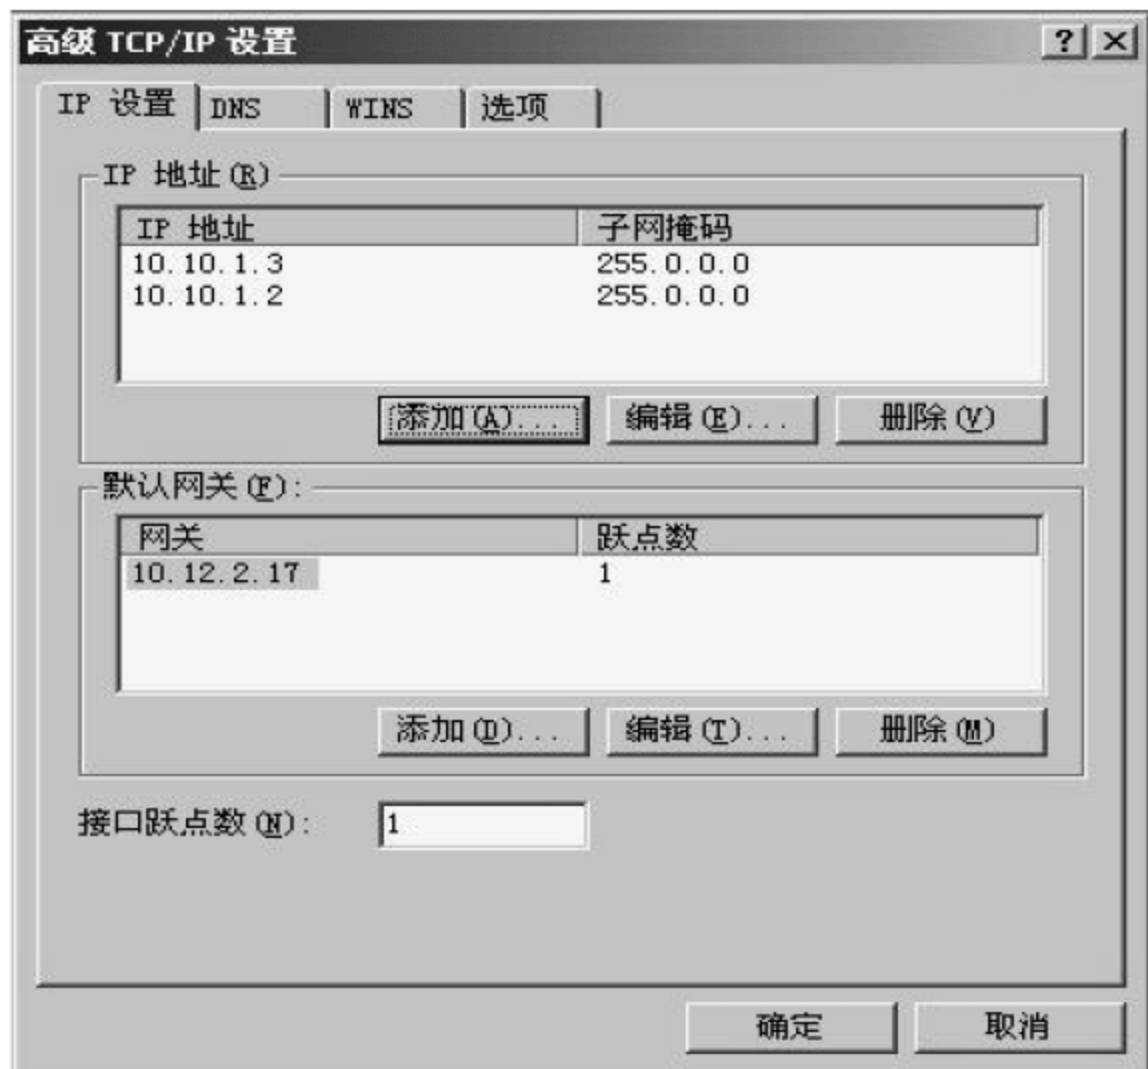 高级 TCP/IP 设置
IP 设置 DNS WINS 选项
IP 地址(R)
IP 地址 子网掩码
10.10.1.3 255.0.0.0
10.10.1.2 255.0.0.0
添加(A)... 编辑(E)... 删除(V)
默认网关(F):
网关 跃点数
10.12.2.17 1
添加(D)... 编辑(T)... 删除(M)
接口跃点数(N): 1
确定 取消